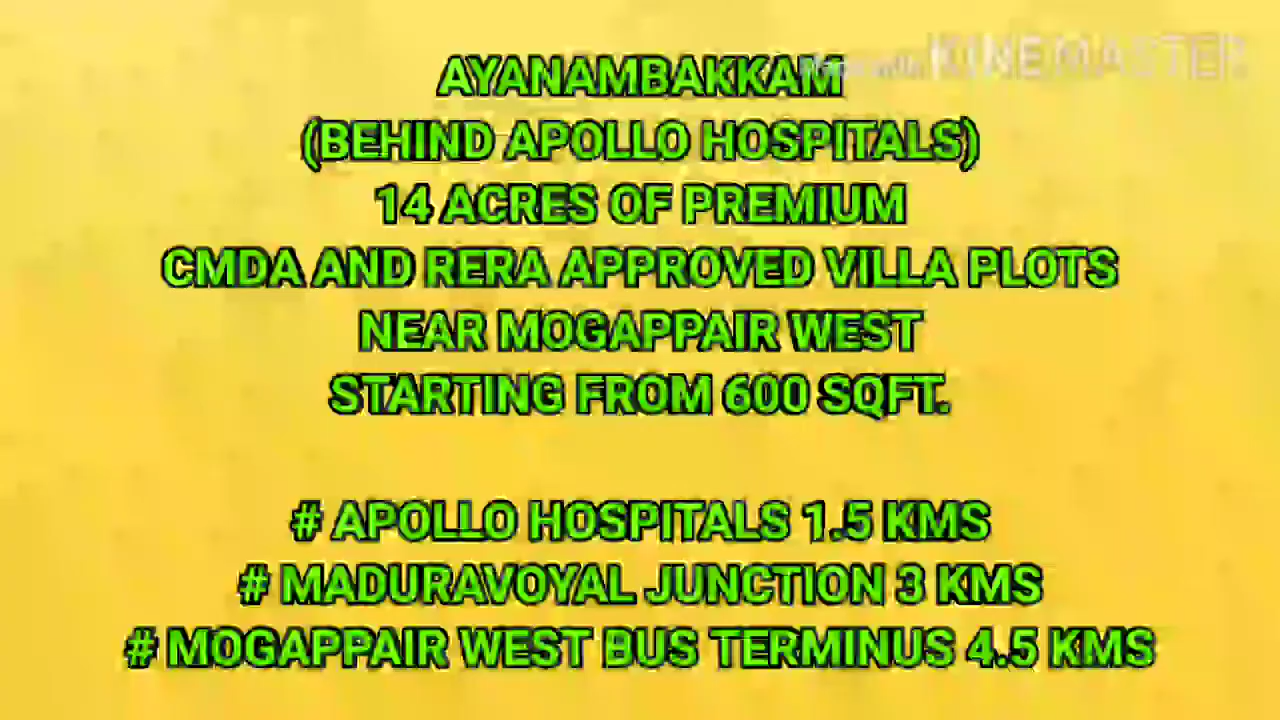 KINEMASTER
AYANAMBAKKAM
(BEHIND APOLLO HOSPITALS)
14 ACRES OF PREMIUM
CMDA AND RERA APPROVED VILLA PLOTS
NEAR MOGAPPAIR WEST
STARTING FROM 600 SQFT.
# APOLLO HOSPITALS 1.5 KMS
# MADURAVOYAL JUNCTION 3 KMS
# MOGAPPAIR WEST BUS TERMINUS 4.5 KMS